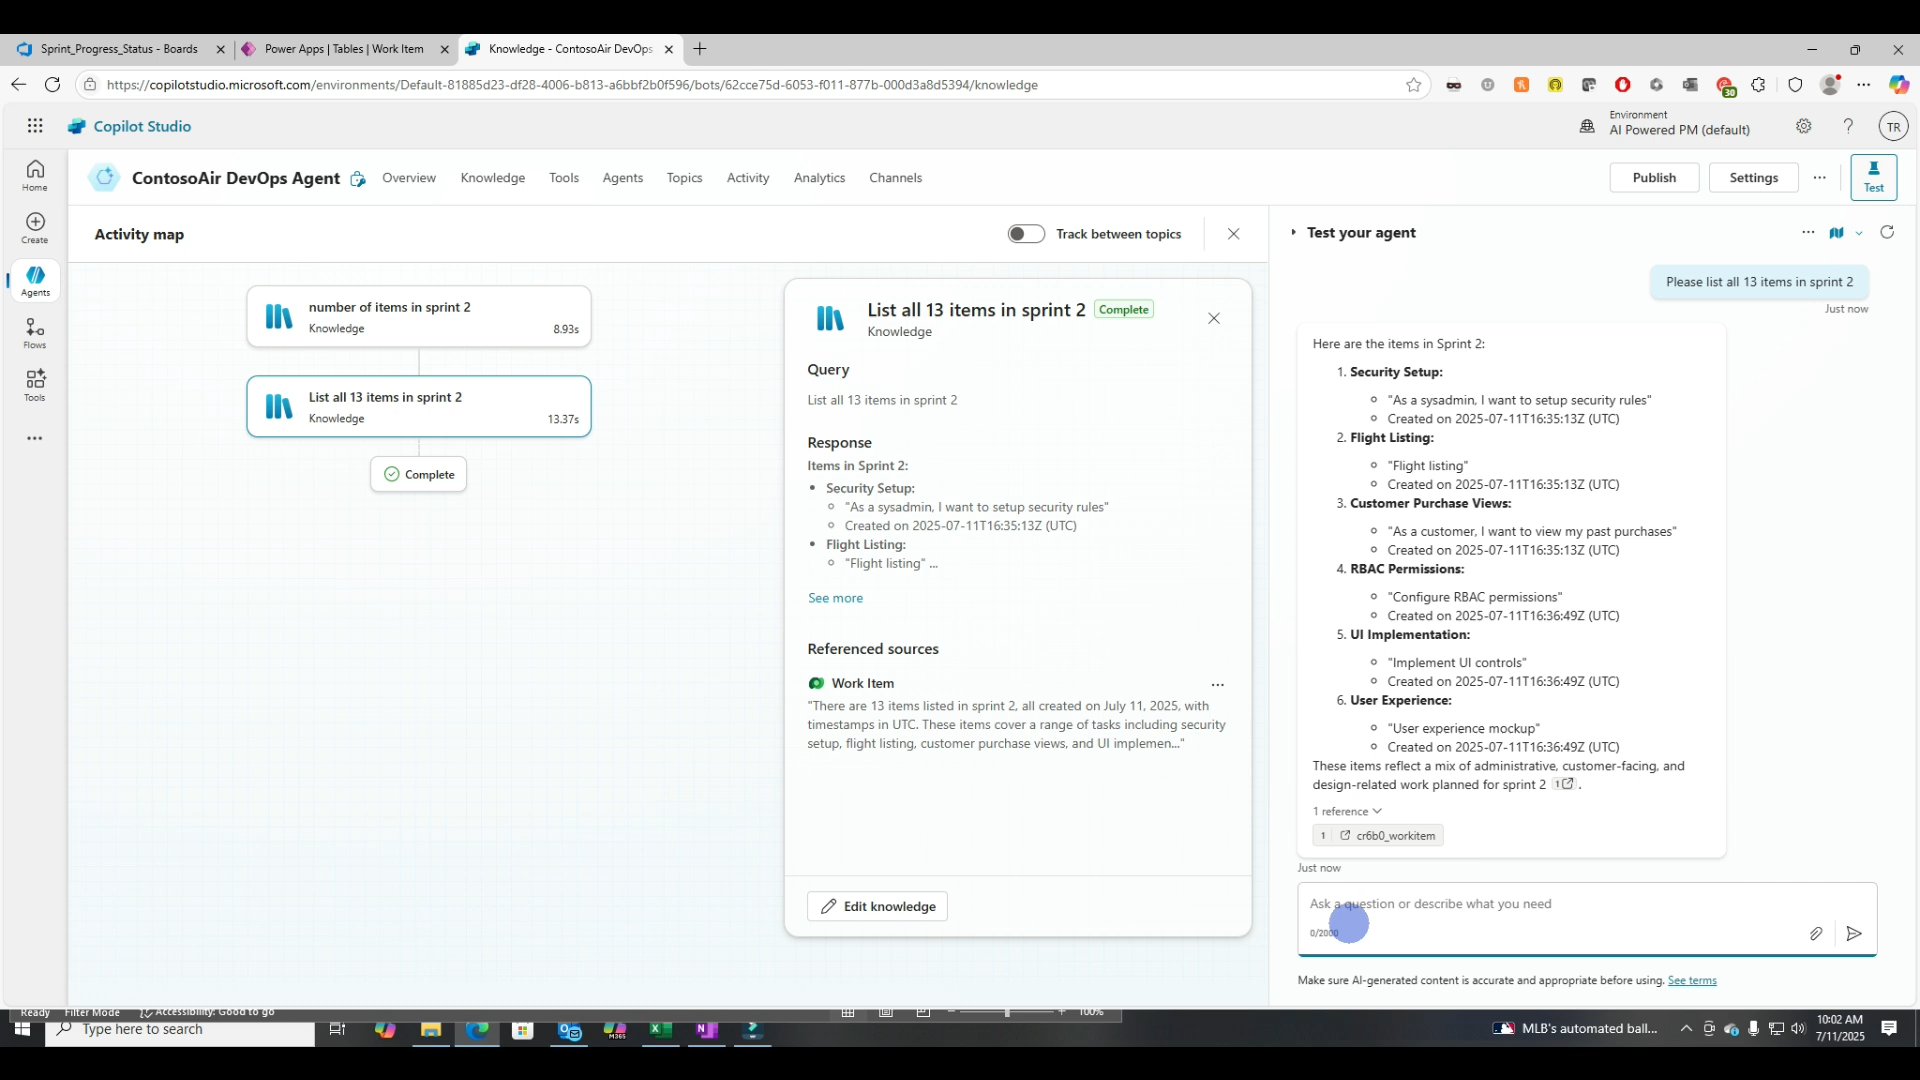 Sprint_Progress_Status - Boards
Power Apps | Tables | Work Item
Knowledge - ContosoAir DevOps
https://copilotstudio.microsoft.com/environments/Default-81885d23-df28-4006-b813-a6bbf2b0f596/bots/62cce75d-6053-f011-877b-000d3a8d5394/knowledge
30
Copilot Studio
Environment
AI Powered PM (default)
TR
Home
Create
Agents
Flows
Tools
ContosoAir DevOps Agent
Overview
Knowledge
Tools
Agents
Topics
Activity
Analytics
Channels
Publish
Settings
Test
Activity map
Track between topics
number of items in sprint 2
Knowledge
8.93s
List all 13 items in sprint 2
Knowledge
13.37s
Complete
List all 13 items in sprint 2
Complete
Knowledge
Query
List all 13 items in sprint 2
Response
Items in Sprint 2:
• Security Setup:
"As a sysadmin, I want to setup security rules"
Created on 2025-07-11T16:35:13Z (UTC)
• Flight Listing:
"Flight listing" ...
See more
Referenced sources
Work Item
"There are 13 items listed in sprint 2, all created on July 11, 2025, with
timestamps in UTC. These items cover a range of tasks including security
setup, flight listing, customer purchase views, and UI implemen..."
Edit knowledge
Test your agent
Please list all 13 items in sprint 2
Just now
Here are the items in Sprint 2:
1. Security Setup:
"As a sysadmin, I want to setup security rules"
Created on 2025-07-11T16:35:13Z (UTC)
2. Flight Listing:
"Flight listing"
Created on 2025-07-11T16:35:13Z (UTC)
3. Customer Purchase Views:
"As a customer, I want to view my past purchases"
Created on 2025-07-11T16:35:13Z (UTC)
4. RBAC Permissions:
"Configure RBAC permissions"
Created on 2025-07-11T16:36:49Z (UTC)
5. UI Implementation:
"Implement UI controls"
Created on 2025-07-11T16:36:49Z (UTC)
6. User Experience:
"User experience mockup"
Created on 2025-07-11T16:36:49Z (UTC)
These items reflect a mix of administrative, customer-facing, and
design-related work planned for sprint 2 1.
1 reference
1 cr6b0_workitem
Just now
Ask a question or describe what you need
0/2000
Make sure AI-generated content is accurate and appropriate before using. See terms
Ready Filter Mode Accessibility: Good to go
100%
Type here to search
M365
MLB's automated ball...
10:02 AM
7/11/2025